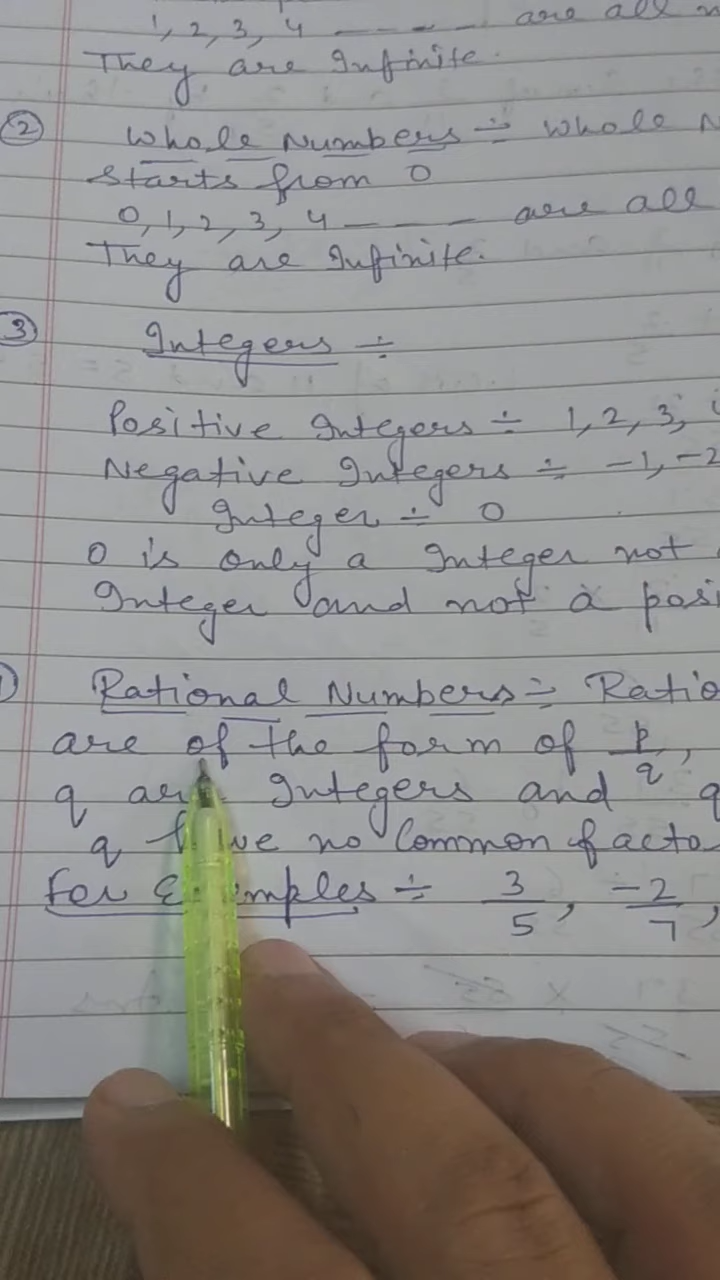 1, 2, 3, 4 ----- are all
They are Infinite.
② Whole Numbers ÷ Whole
starts from 0
0, 1, 2, 3, 4 ---- are all
They are Infinite.
③ Integers ÷
Positive Integers ÷ 1, 2, 3,
Negative Integers ÷ -1, -2
Integer ÷ 0
0 is only a Integer not
Integer and not a posi
Rational Numbers ÷ Ratio
are of the form of p/q,
q are Integers and q
q have no Common facto
For Examples ÷ 3/5, -2/7,